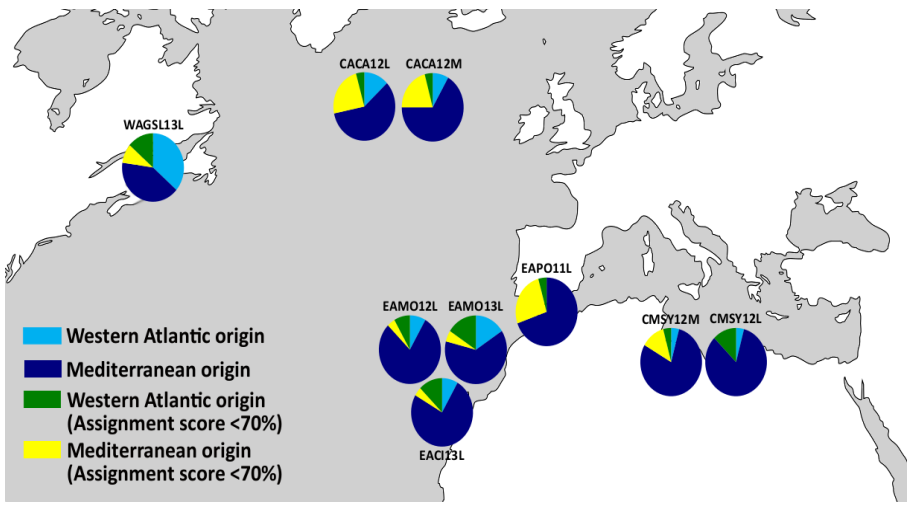 CACA12L
CACA12M
WAGSL13L
EAPO11L
EAMO12L
EAMO13L
CMSY12M
CMSY12L
EACI13L
Western Atlantic origin
Mediterranean origin
Western Atlantic origin
(Assignment score <70%)
Mediterranean origin
(Assignment score <70%)